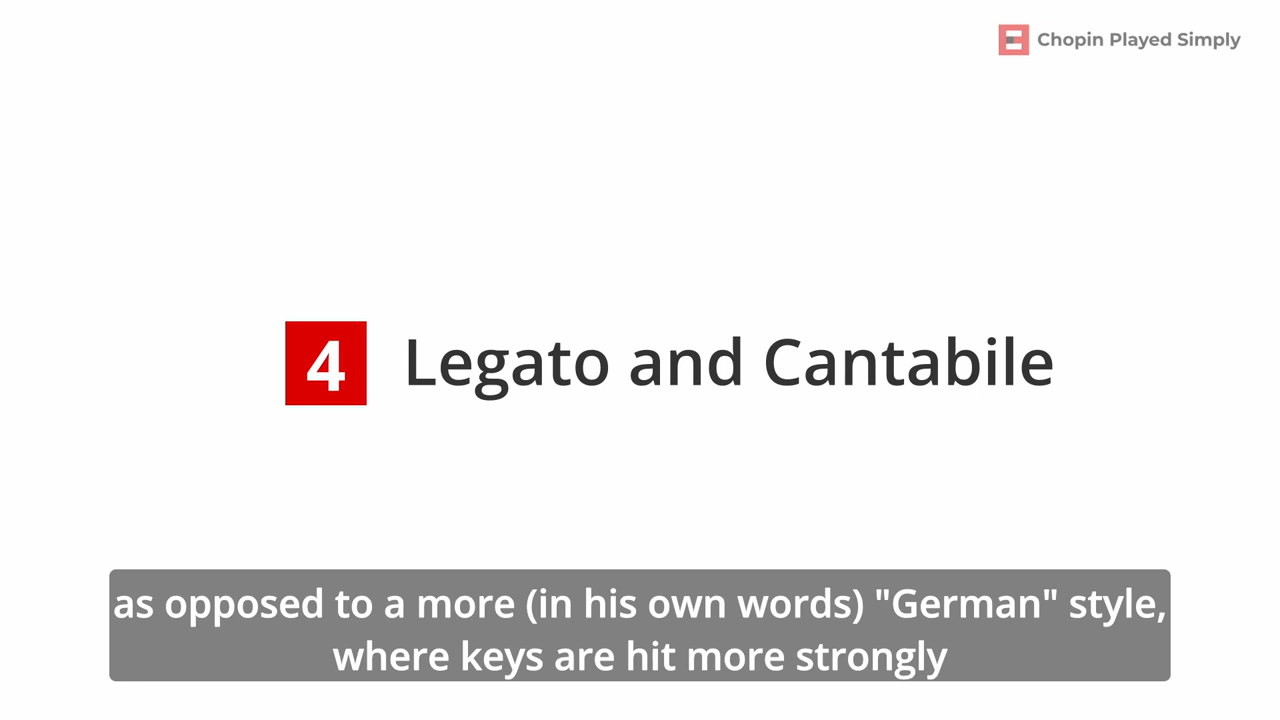 Chopin Played Simply
4 Legato and Cantabile
as opposed to a more (in his own words) "German" style,
where keys are hit more strongly